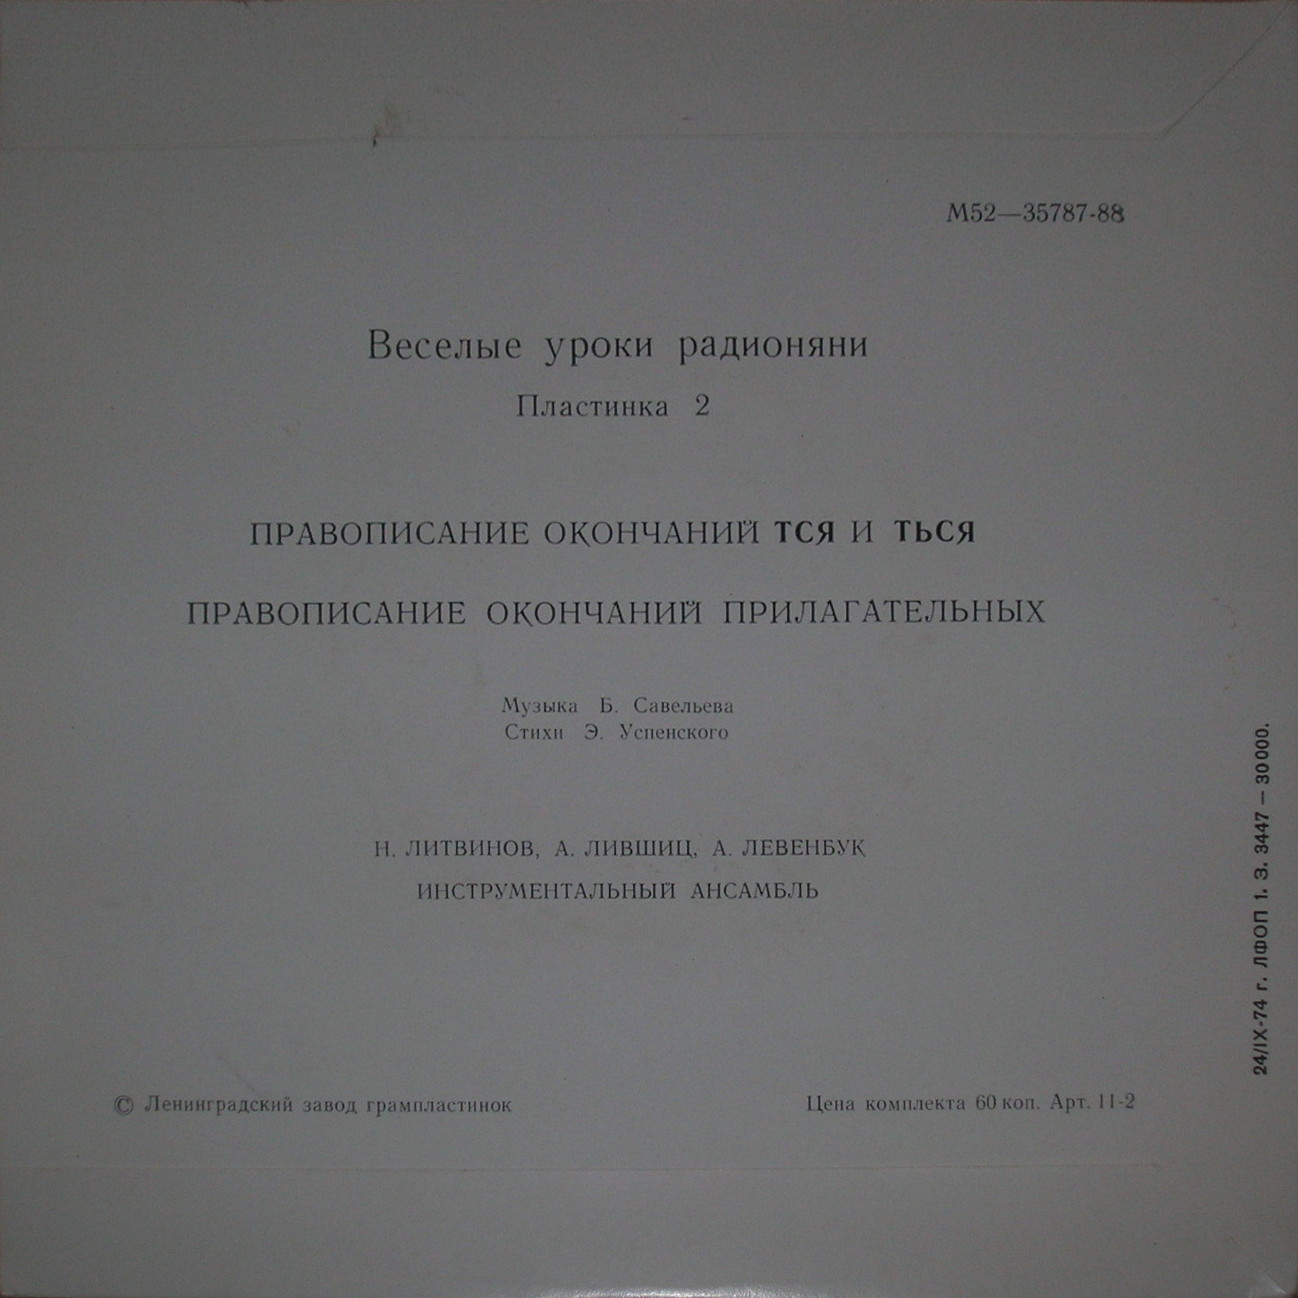 М52—35787-88
Веселые уроки радионяни
Пластинка 2
ПРАВОПИСАНИЕ ОКОНЧАНИЙ ТСЯ И ТЬСЯ
ПРАВОПИСАНИЕ ОКОНЧАНИЙ ПРИЛАГАТЕЛЬНЫХ
Музыка Б. Савельева
Стихи Э. Успенского
Н. ЛИТВИНОВ, А. ЛИВШИЦ, А. ЛЕВЕНБУК
ИНСТРУМЕНТАЛЬНЫЙ АНСАМБЛЬ
© Ленинградский завод грампластинок
Цена комплекта 60 коп. Арт. 11-2
24/IX-74 г. ЛФОП 1. З. 3447 — 30000.